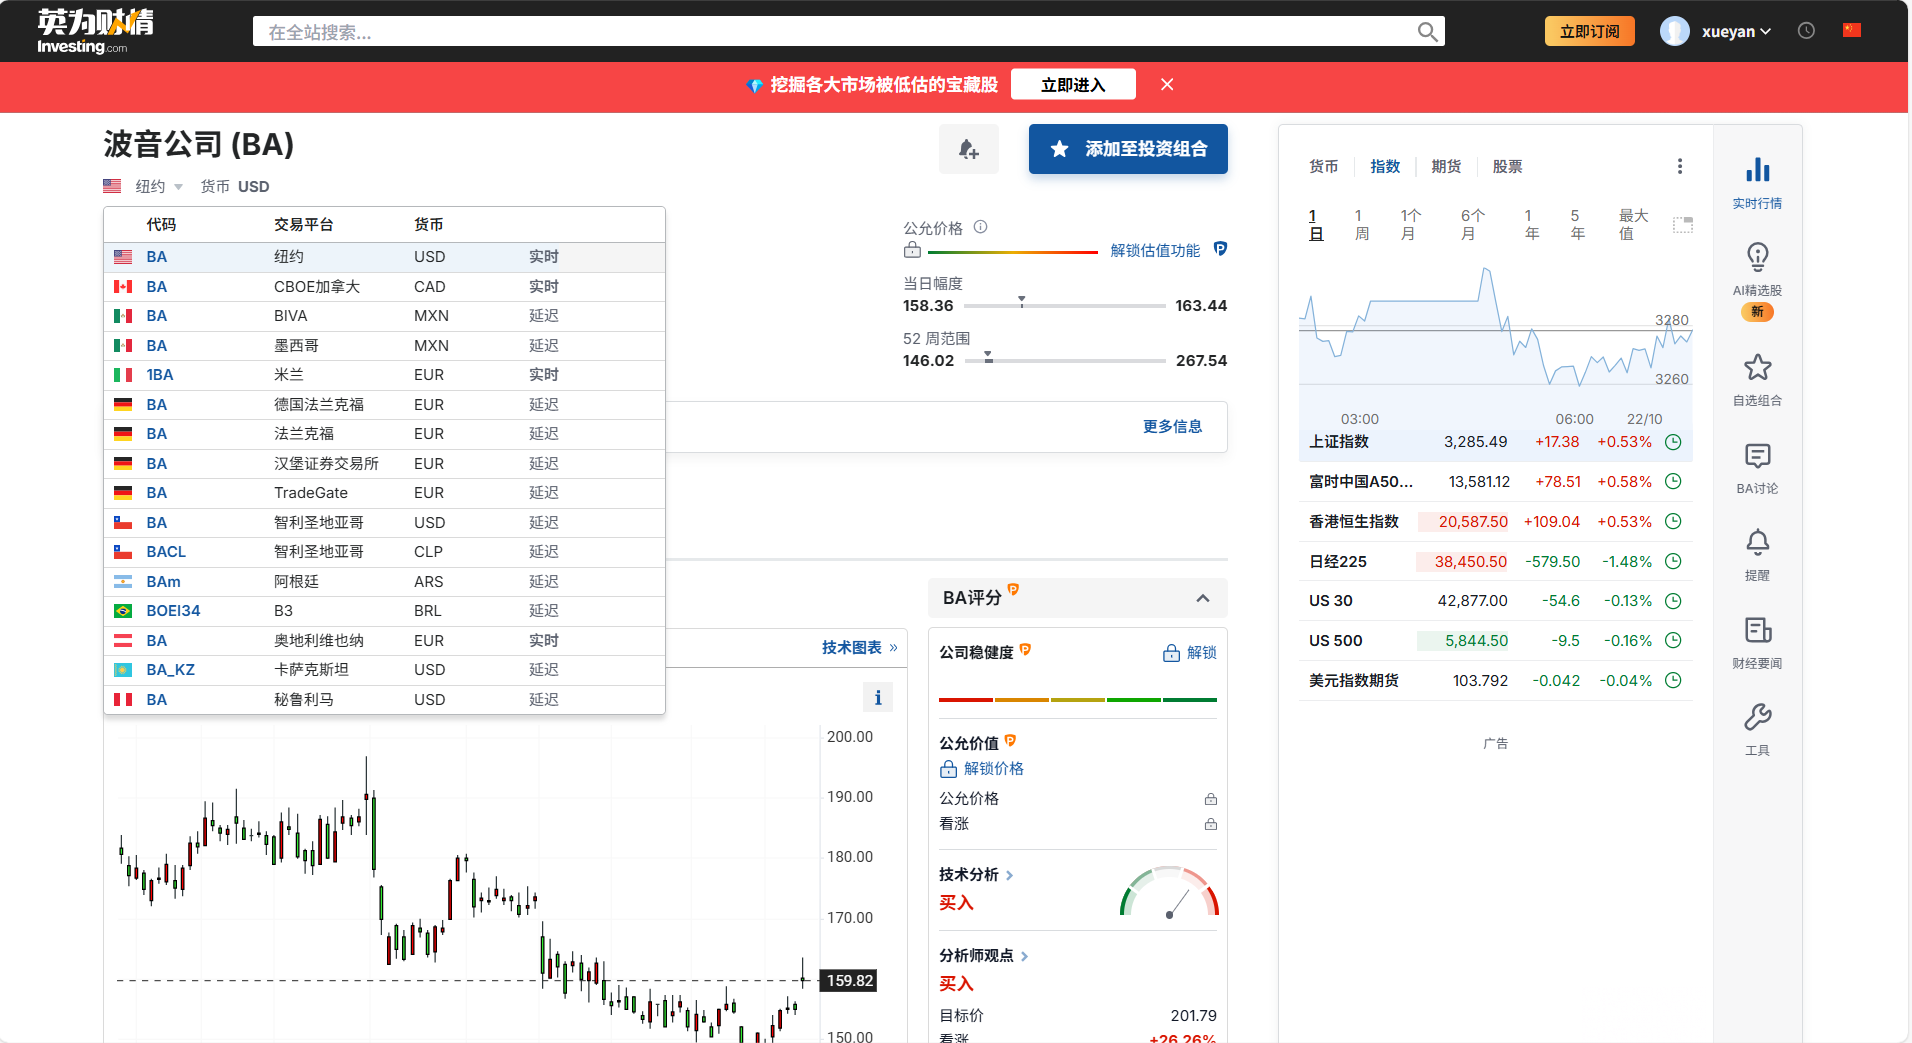 英为财情
Investing.com
在全站搜索...
立即订阅
xueyan
挖掘各大市场被低估的宝藏股
立即进入
波音公司 (BA)
纽约
货币 USD
添加至投资组合
代码 交易平台 货币
BA 纽约 USD 实时
BA CBOE加拿大 CAD 实时
BA BIVA MXN 延迟
BA 墨西哥 MXN 延迟
1BA 米兰 EUR 实时
BA 德国法兰克福 EUR 延迟
BA 法兰克福 EUR 延迟
BA 汉堡证券交易所 EUR 延迟
BA TradeGate EUR 延迟
BA 智利圣地亚哥 USD 延迟
BACL 智利圣地亚哥 CLP 延迟
BAm 阿根廷 ARS 延迟
BOEI34 B3 BRL 延迟
BA 奥地利维也纳 EUR 实时
BA_KZ 卡萨克斯坦 USD 延迟
BA 秘鲁利马 USD 延迟
公允价格
解锁估值功能
当日幅度
158.36 163.44
52 周范围
146.02 267.54
更多信息
技术图表 »
200.00
190.00
180.00
170.00
159.82
150.00
BA评分
公司稳健度
解锁
公允价值
解锁价格
公允价格
看涨
技术分析
买入
分析师观点
买入
目标价 201.79
看涨 +26.26%
货币 指数 期货 股票
1日 1周 1个月 6个月 1年 5年 最大值
3280
3260
03:00 06:00 22/10
上证指数 3,285.49 +17.38 +0.53%
富时中国A50... 13,581.12 +78.51 +0.58%
香港恒生指数 20,587.50 +109.04 +0.53%
日经225 38,450.50 -579.50 -1.48%
US 30 42,877.00 -54.6 -0.13%
US 500 5,844.50 -9.5 -0.16%
美元指数期货 103.792 -0.042 -0.04%
广告
实时行情
AI精选股
新
自选组合
BA讨论
提醒
财经要闻
工具